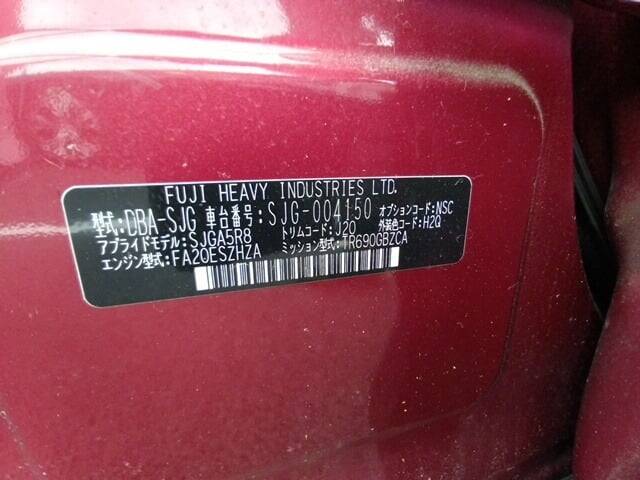 FUJI HEAVY INDUSTRIES LTD.
型式:DBA-SJG 車台番号:SJG-004150 オプションコード:NSC
アプライドモデル:SJGA5R8 トリムコード:J20 外装色コード:H2Q
エンジン型式:FA20ESZHZA ミッション型式:TR690GBZCA